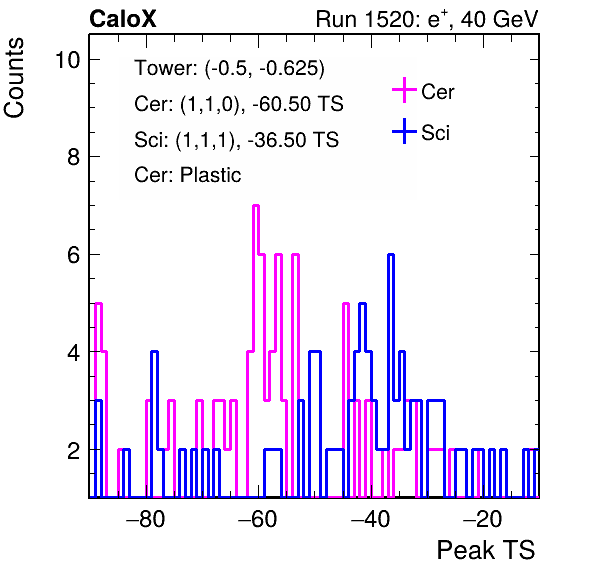 CaloX Run 1520: e⁺, 40 GeV
Counts
Tower: (-0.5, -0.625)
Cer: (1,1,0), -60.50 TS
Sci: (1,1,1), -36.50 TS
Cer: Plastic
Cer
Sci
10
8
6
4
2
−80 −60 −40 −20
Peak TS